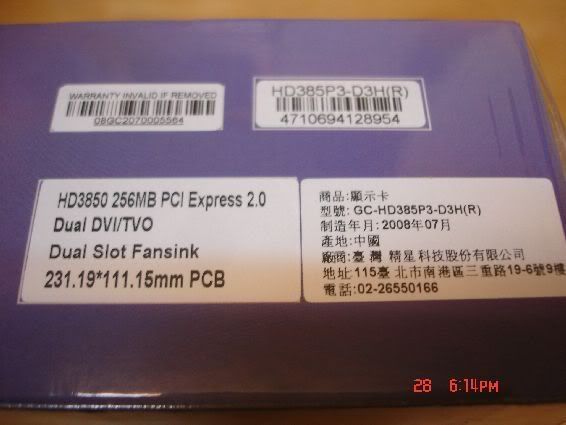 WARRANTY INVALID IF REMOVED
08GC2070005564
HD385P3-D3H(R)
4710694128954
HD3850 256MB PCI Express 2.0
Dual DVI/TVO
Dual Slot Fansink
231.19*111.15mm PCB
商品:顯示卡
型號: GC-HD385P3-D3H(R)
制造年月:2008年07月
產地:中國
廠商:臺灣 精星科技股份有限公司
地址:115臺 北市南港區三重路19-6號9樓
電話:02-26550166
28 6:14PM